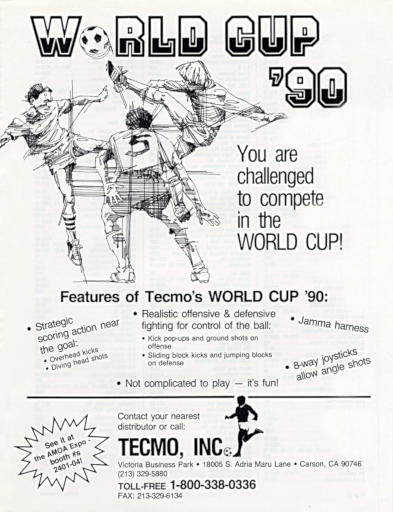 WORLD CUP
'90
5
You are
challenged
to compete
in the
WORLD CUP!
Features of Tecmo's WORLD CUP '90:
• Strategic
scoring action near
the goal
• Overhead kicks
• Diving head shots
• Realistic offensive & defensive
fighting for control of the ball:
• Kick pop-ups and ground shots on
offense
• Sliding block kicks and jumping blocks
on defense
• Jamma harness
• 8-way joysticks
allow angle shots
• Not complicated to play — it's fun!
See it at
the AMOA Expo -
booth #s
2401-04!
Contact your nearest
distributor or call:
TECMO, INC.
Victoria Business Park • 18005 S. Adria Maru Lane • Carson, CA 90746
(213) 329-5880
TOLL-FREE 1-800-338-0336
FAX: 213-329-6134